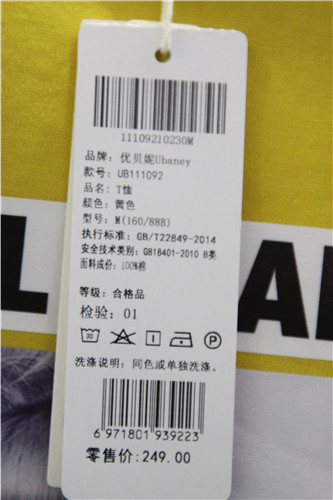 11109210230M
品牌: 优贝妮Ubaney
款号: UB111092
品名: T恤
颜色: 黄色
型号: M(160/88B)
执行标准: GB/T22849-2014
安全技术类别: GB18401-2010 B类
面料成份: 100%棉
等级: 合格品
检验: 01
30
P
洗涤说明: 同色或单独洗涤。
6 971801 939223
零售价: 249.00